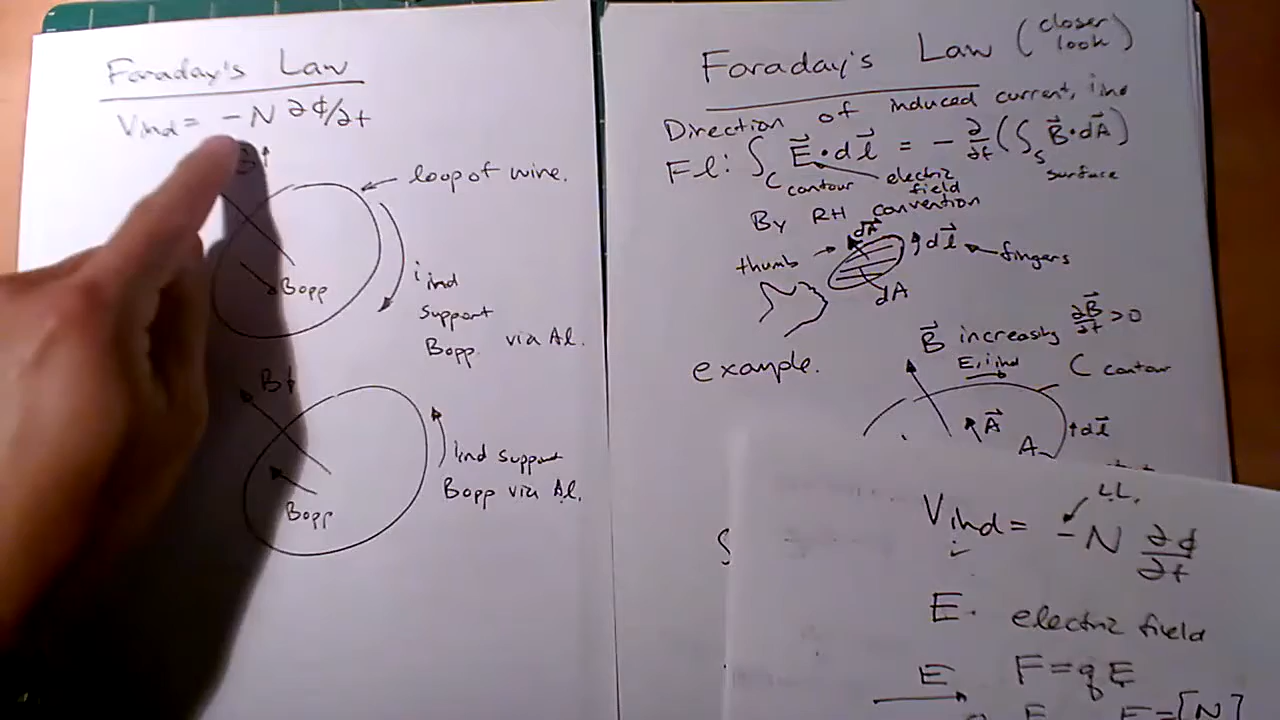 Faraday's Law
Vind = -N ∂ϕ/∂t
B↑
loop of wire.
Bopp
iind
support
Bopp. via Al.
B↓
iind support
Bopp via Al.
Bopp
Faraday's Law (closer look)
Direction of induced current, iind
Fl: ∫C E⃗ • dl⃗ = - ∂/∂t (∫S B⃗ • dA⃗)
contour electric field surface
By RH convention
dA⃗
dl⃗ fingers
thumb
dA
B⃗ increasing ∂B⃗/∂t > 0
example. E, iind C contour
A⃗ A dl⃗
S
LL.
Vind = -N ∂ϕ/∂t
i
E. electric field
E F = qE